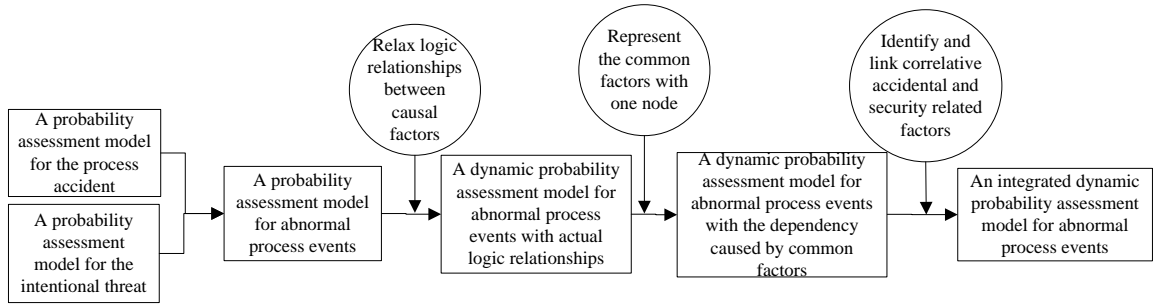 A probability
assessment model
for the process
accident
A probability
assessment
model for the
intentional threat
A probability
assessment model
for abnormal
process events
Relax logic
relationships
between
causal
factors
A dynamic probability
assessment model for
abnormal process
events with actual
logic relationships
Represent
the common
factors with
one node
A dynamic probability
assessment model for
abnormal process events
with the dependency
caused by common
factors
Identify and
link correlative
accidental and
security related
factors
An integrated dynamic
probability assessment
model for abnormal
process events